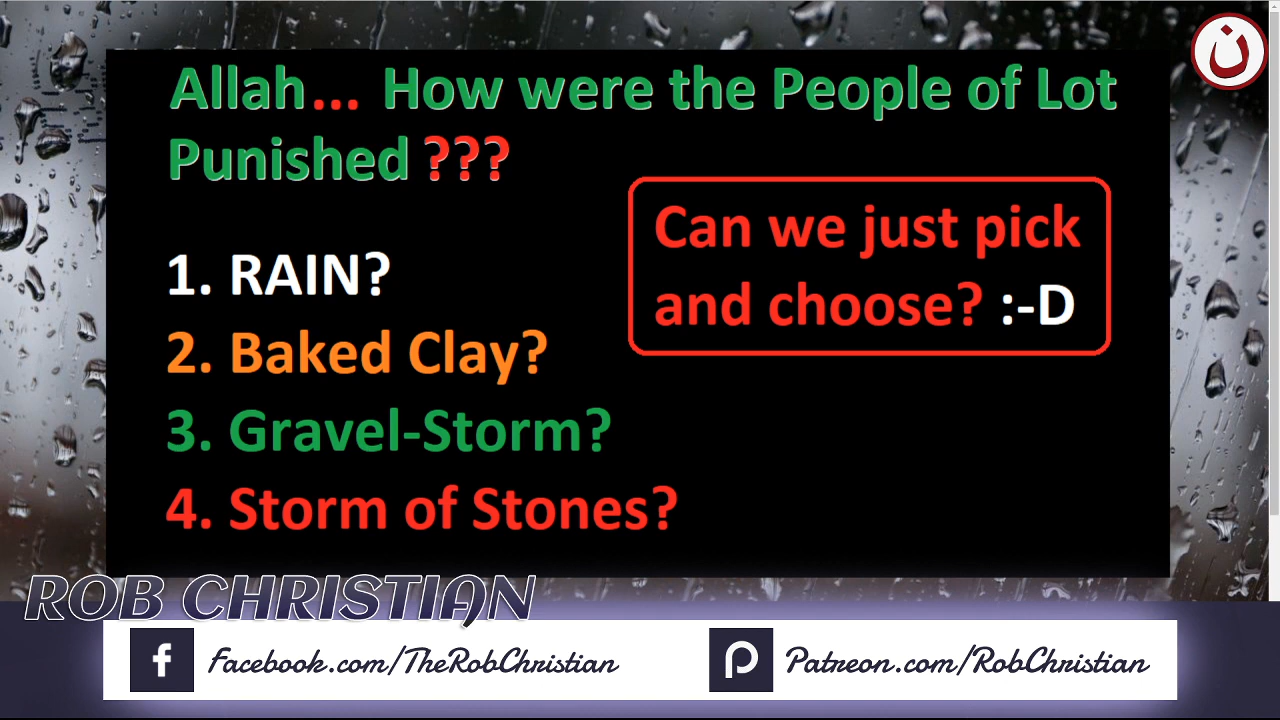 Allah... How were the People of Lot
Punished ???
Can we just pick
and choose? :-D
1. RAIN?
2. Baked Clay?
3. Gravel-Storm?
4. Storm of Stones?
ن
ROB CHRISTIAN
f Facebook.com/TheRobChristian
Patreon.com/RobChristian